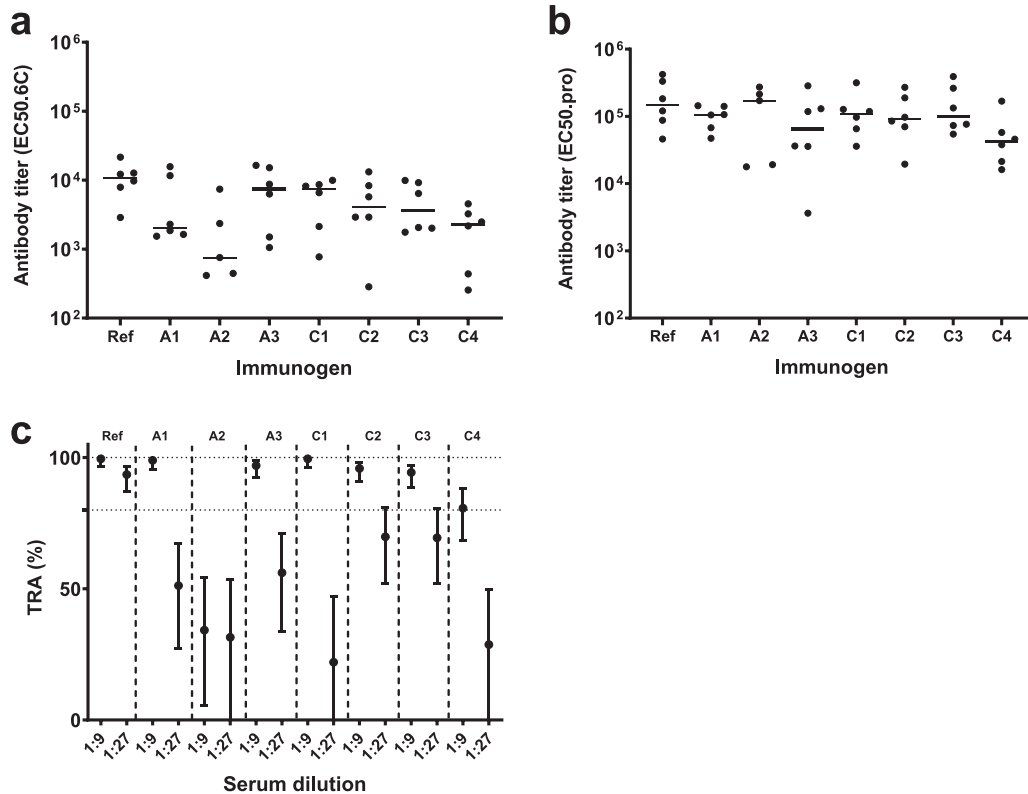 a
Antibody titer (EC50.6C)
10⁶
10⁵
10⁴
10³
10²
Ref A1 A2 A3 C1 C2 C3 C4
Immunogen
b
Antibody titer (EC50.pro)
10⁶
10⁵
10⁴
10³
10²
Ref A1 A2 A3 C1 C2 C3 C4
Immunogen
c
Ref A1 A2 A3 C1 C2 C3 C4
TRA (%)
100
50
0
1:9 1:27 1:9 1:27 1:9 1:27 1:9 1:27 1:9 1:27 1:9 1:27 1:9 1:27 1:9 1:27
Serum dilution